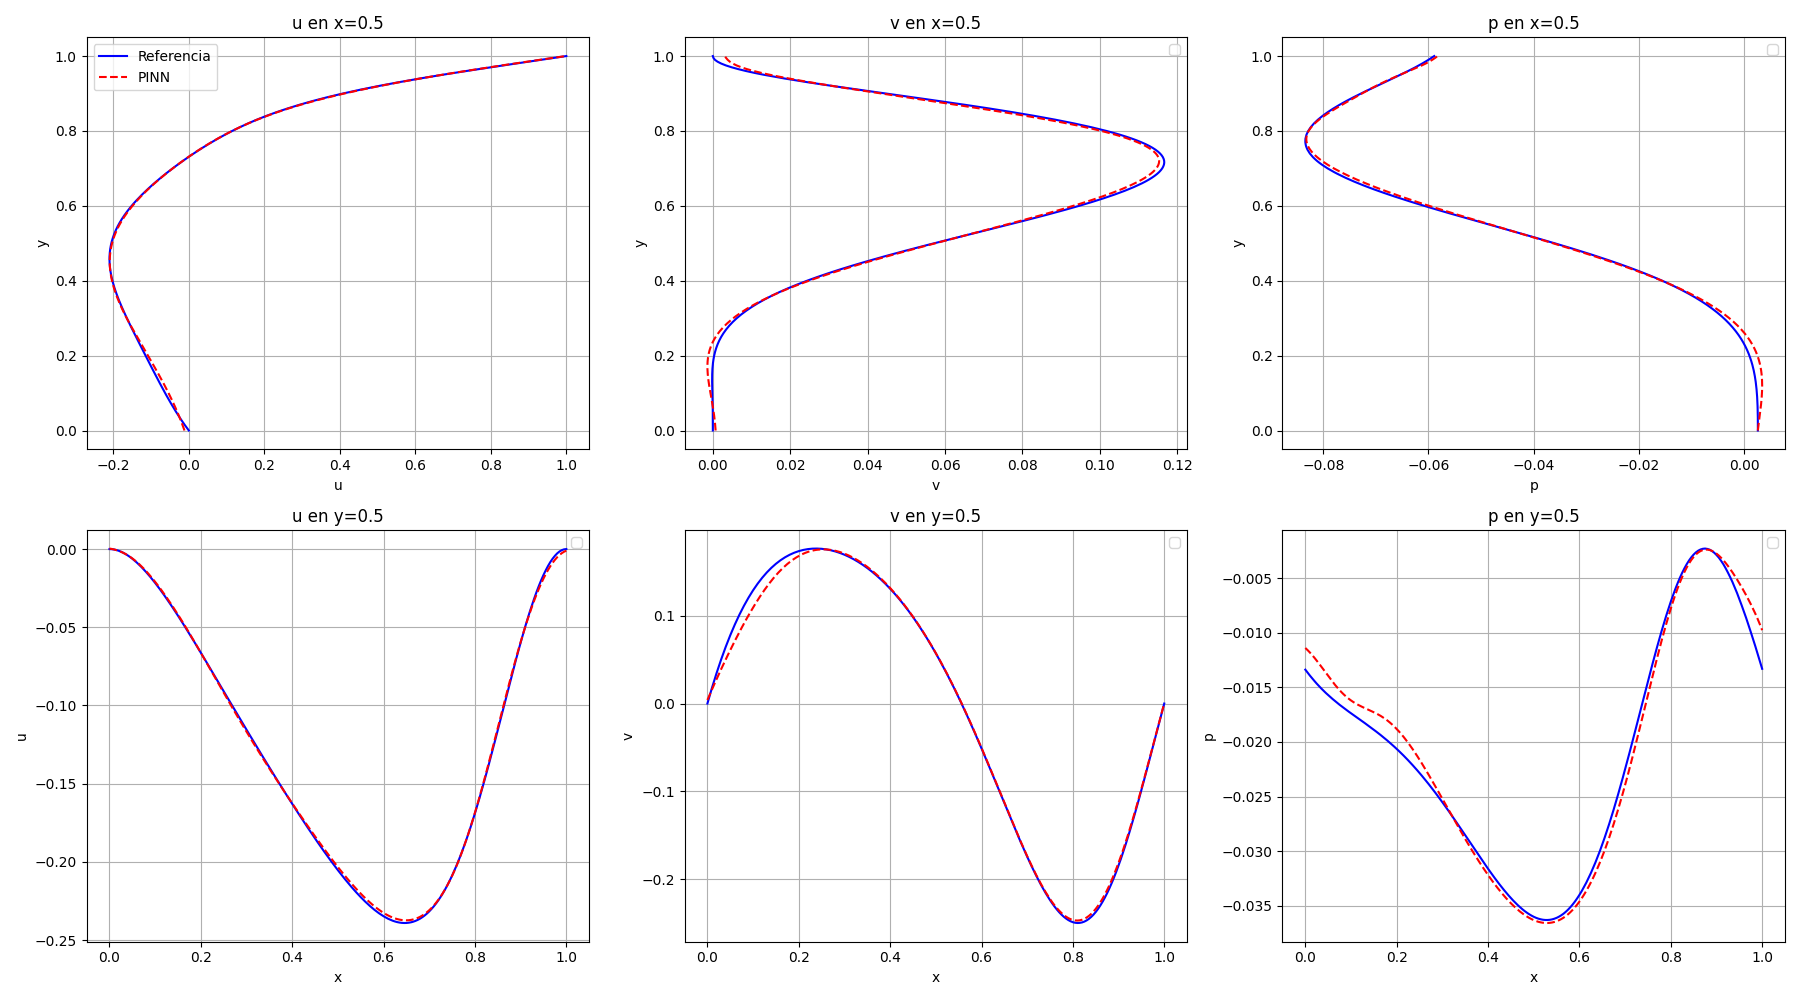 u en x=0.5
Referencia
PINN
1.0
0.8
0.6
0.4
0.2
0.0
y
−0.2 0.0 0.2 0.4 0.6 0.8 1.0
u
v en x=0.5
1.0
0.8
0.6
0.4
0.2
0.0
y
0.00 0.02 0.04 0.06 0.08 0.10 0.12
v
p en x=0.5
1.0
0.8
0.6
0.4
0.2
0.0
y
−0.08 −0.06 −0.04 −0.02 0.00
p
u en y=0.5
0.00
−0.05
−0.10
−0.15
−0.20
−0.25
u
0.0 0.2 0.4 0.6 0.8 1.0
x
v en y=0.5
0.1
0.0
−0.1
−0.2
v
0.0 0.2 0.4 0.6 0.8 1.0
x
p en y=0.5
−0.005
−0.010
−0.015
−0.020
−0.025
−0.030
−0.035
p
0.0 0.2 0.4 0.6 0.8 1.0
x